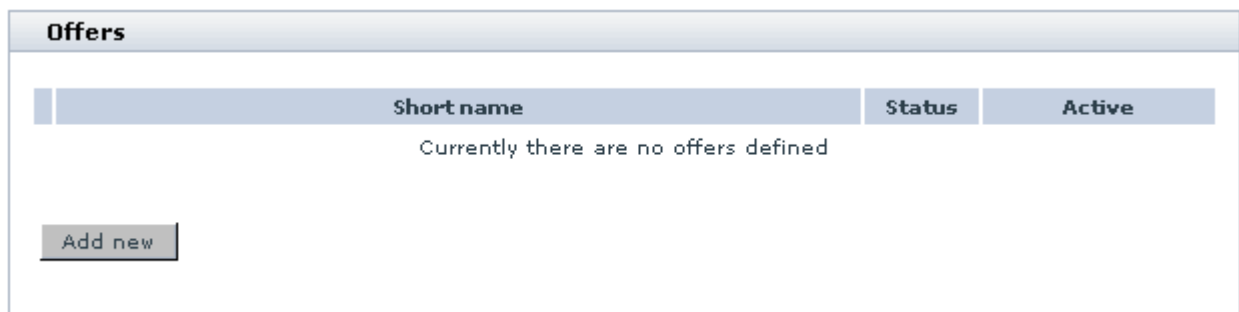 Offers
Short name Status Active
Currently there are no offers defined
Add new